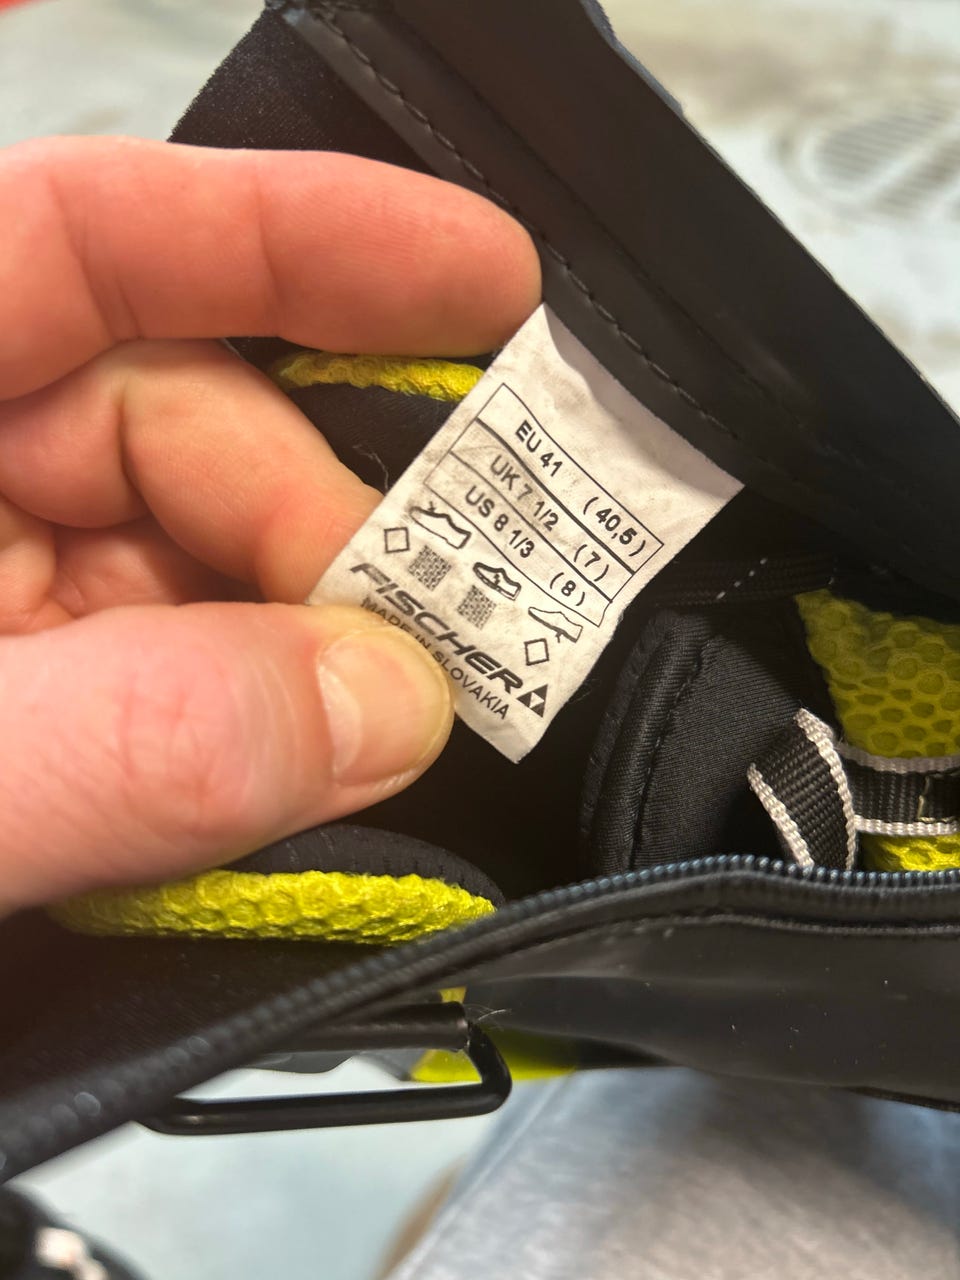 EU 41 (40,5)
UK 7 1/2 (7)
US 8 1/3 (8)
FISCHER
MADE IN SLOVAKIA